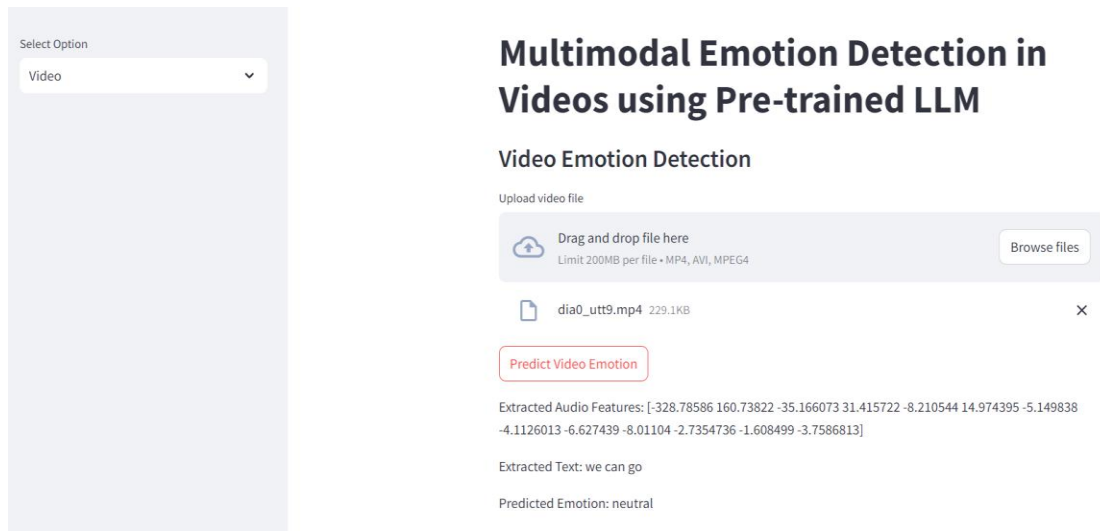 Select Option
Video
Multimodal Emotion Detection in
Videos using Pre-trained LLM
Video Emotion Detection
Upload video file
Drag and drop file here
Limit 200MB per file • MP4, AVI, MPEG4
Browse files
dia0_utt9.mp4 229.1KB
Predict Video Emotion
Extracted Audio Features: [-328.78586 160.73822 -35.166073 31.415722 -8.210544 14.974395 -5.149838
-4.1126013 -6.627439 -8.01104 -2.7354736 -1.608499 -3.7586813]
Extracted Text: we can go
Predicted Emotion: neutral